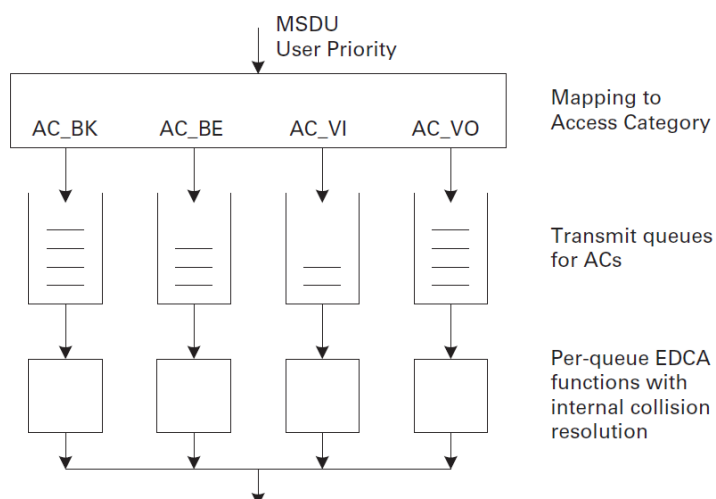 MSDU
User Priority
AC_BK
AC_BE
AC_VI
AC_VO
Mapping to
Access Category
Transmit queues
for ACs
Per-queue EDCA
functions with
internal collision
resolution